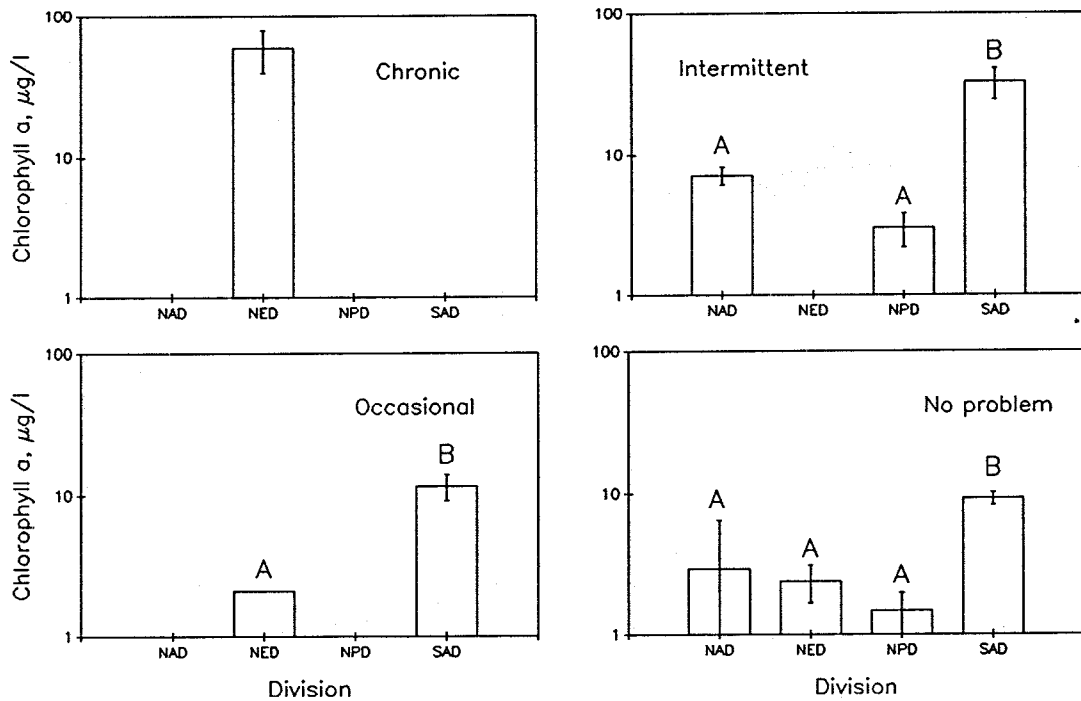 Chlorophyll a, μg/l
100
10
1
Chronic
NAD NED NPD SAD
100
10
1
Intermittent
A
A
B
NAD NED NPD SAD
Chlorophyll a, μg/l
100
10
1
Occasional
A
B
NAD NED NPD SAD
Division
100
10
1
No problem
A
A
A
B
NAD NED NPD SAD
Division